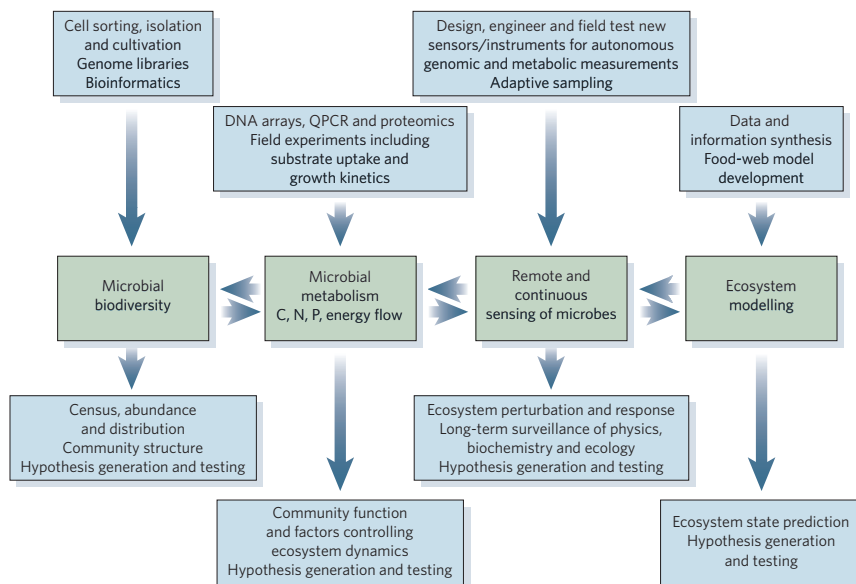 Cell sorting, isolation
and cultivation
Genome libraries
Bioinformatics
Design, engineer and field test new
sensors/instruments for autonomous
genomic and metabolic measurements
Adaptive sampling
DNA arrays, QPCR and proteomics
Field experiments including
substrate uptake and
growth kinetics
Data and
information synthesis
Food-web model
development
Microbial
biodiversity
Microbial
metabolism
C, N, P, energy flow
Remote and
continuous
sensing of microbes
Ecosystem
modelling
Census, abundance
and distribution
Community structure
Hypothesis generation and testing
Ecosystem perturbation and response
Long-term surveillance of physics,
biochemistry and ecology
Hypothesis generation and testing
Community function
and factors controlling
ecosystem dynamics
Hypothesis generation and testing
Ecosystem state prediction
Hypothesis generation
and testing